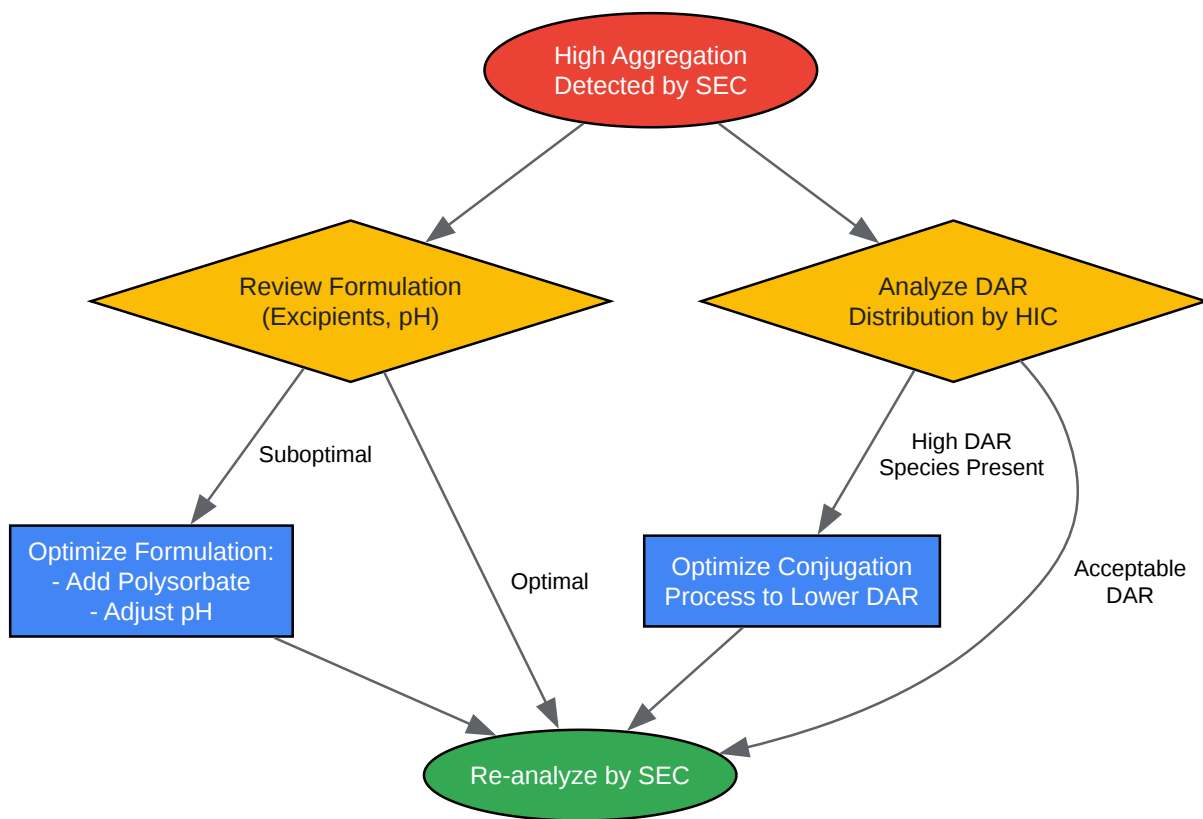 High Aggregation
Detected by SEC
Review Formulation
(Excipients, pH)
Analyze DAR
Distribution by HIC
Suboptimal
High DAR
Species Present
Optimize Formulation:
- Add Polysorbate
- Adjust pH
Optimal
Optimize Conjugation
Process to Lower DAR
Acceptable
DAR
Re-analyze by SEC